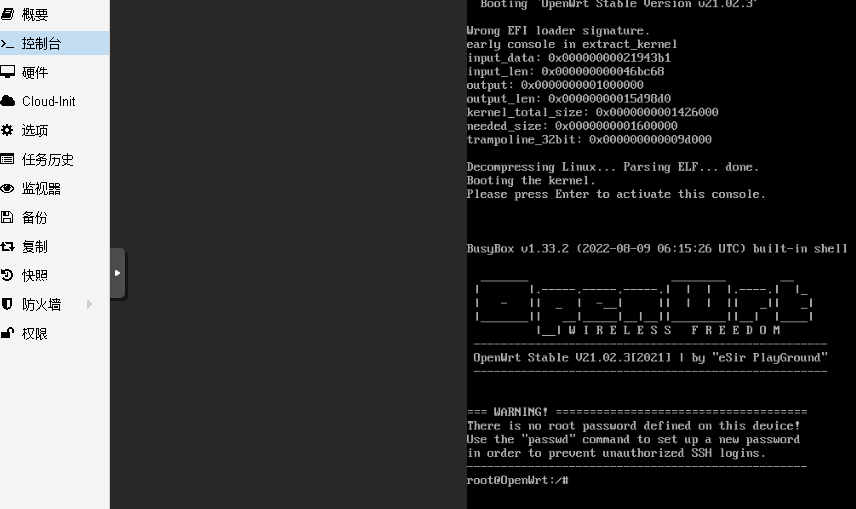 概要
控制台
硬件
Cloud-Init
选项
任务历史
监视器
备份
复制
快照
防火墙
权限
Booting `OpenWrt Stable Version v21.02.3'
Wrong EFI loader signature.
early console in extract_kernel
input_data: 0x00000000021943b1
input_len: 0x000000000046bc68
output: 0x0000000001000000
output_len: 0x00000000015d98d0
kernel_total_size: 0x0000000001426000
needed_size: 0x0000000001600000
trampoline_32bit: 0x000000000009d000
Decompressing Linux... Parsing ELF... done.
Booting the kernel.
Please press Enter to activate this console.
BusyBox v1.33.2 (2022-08-09 06:15:26 UTC) built-in shell
OpenWrt
W I R E L E S S   F R E E D O M
OpenWrt Stable V21.02.3[2021] | by "eSir PlayGround"
=== WARNING! =====================================
There is no root password defined on this device!
Use the "passwd" command to set up a new password
in order to prevent unauthorized SSH logins.
--------------------------------------------------
root@OpenWrt:/#